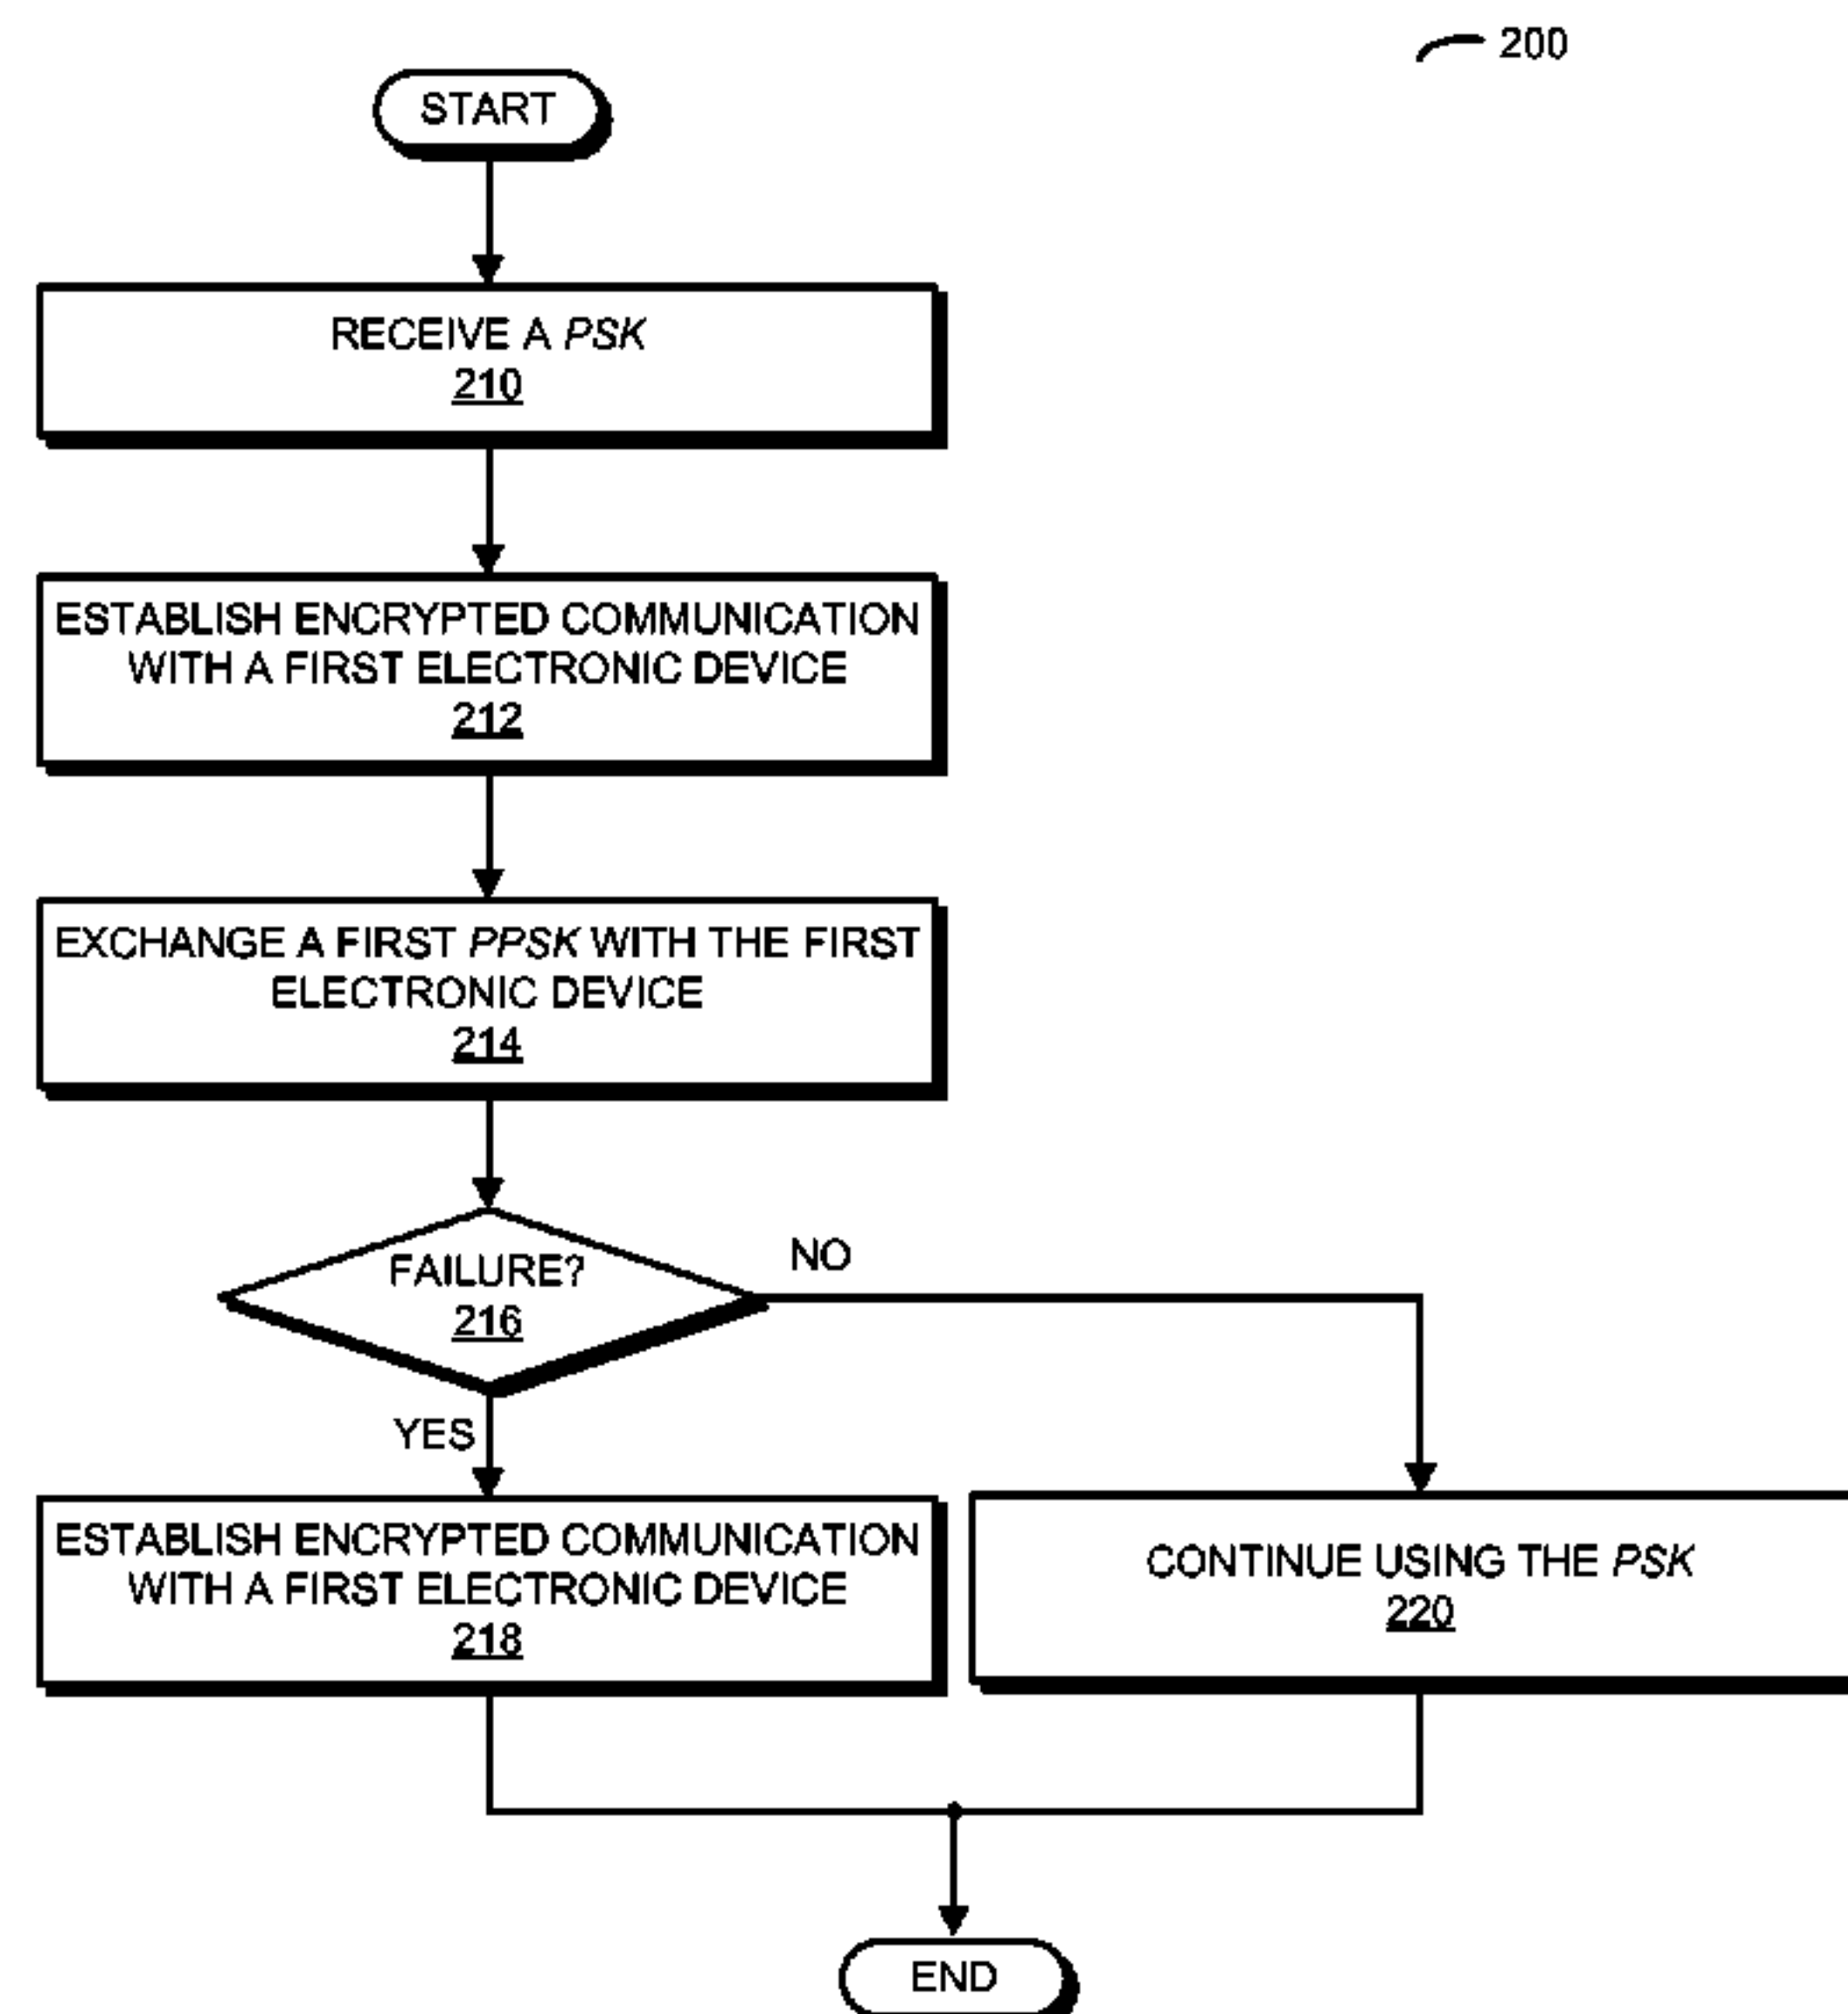 200
START
RECEIVE A PSK
210
ESTABLISH ENCRYPTED COMMUNICATION
WITH A FIRST ELECTRONIC DEVICE
212
EXCHANGE A FIRST PPSK WITH THE FIRST
ELECTRONIC DEVICE
214
FAILURE?
216
NO
YES
ESTABLISH ENCRYPTED COMMUNICATION
WITH A FIRST ELECTRONIC DEVICE
218
CONTINUE USING THE PSK
220
END